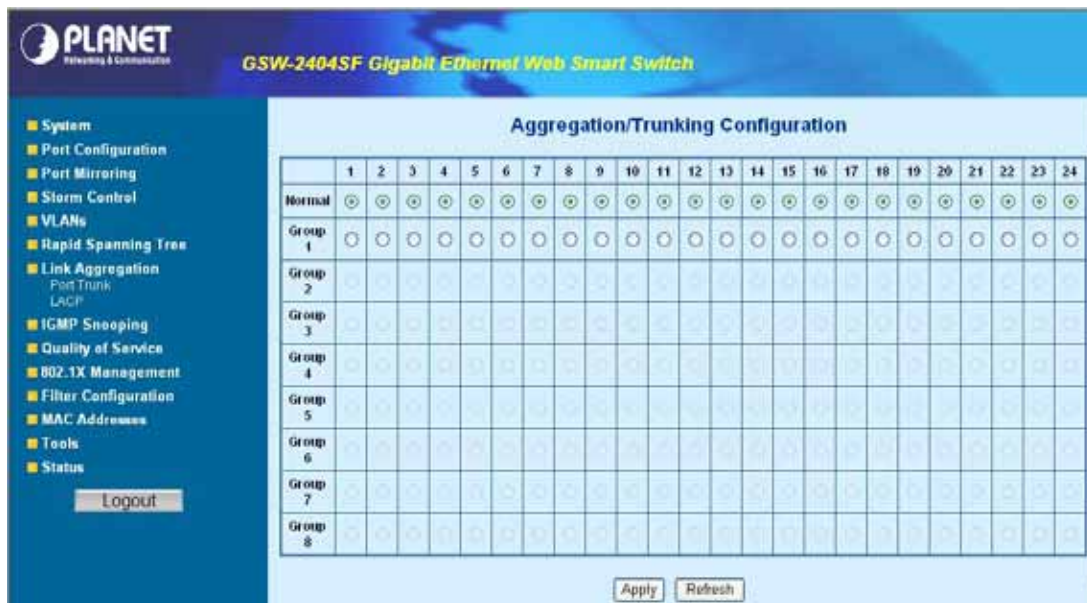 PLANET
Networking & Communication
GSW-2404SF Gigabit Ethernet Web Smart Switch
System
Port Configuration
Port Mirroring
Storm Control
VLANs
Rapid Spanning Tree
Link Aggregation
Port Trunk
LACP
IGMP Snooping
Quality of Service
802.1X Management
Filter Configuration
MAC Addresses
Tools
Status
Logout
Aggregation/Trunking Configuration
1 2 3 4 5 6 7 8 9 10 11 12 13 14 15 16 17 18 19 20 21 22 23 24
Normal
Group
1
Group
2
Group
3
Group
4
Group
5
Group
6
Group
7
Group
8
Apply Refresh